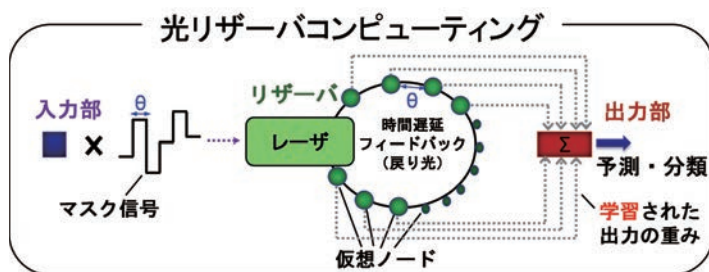 光リザーバコンピューティング
入力部
θ
×
マスク信号
リザーバ
レーザ
θ
時間遅延
フィードバック
(戻り光)
仮想ノード
出力部
Σ
予測・分類
学習された
出力の重み